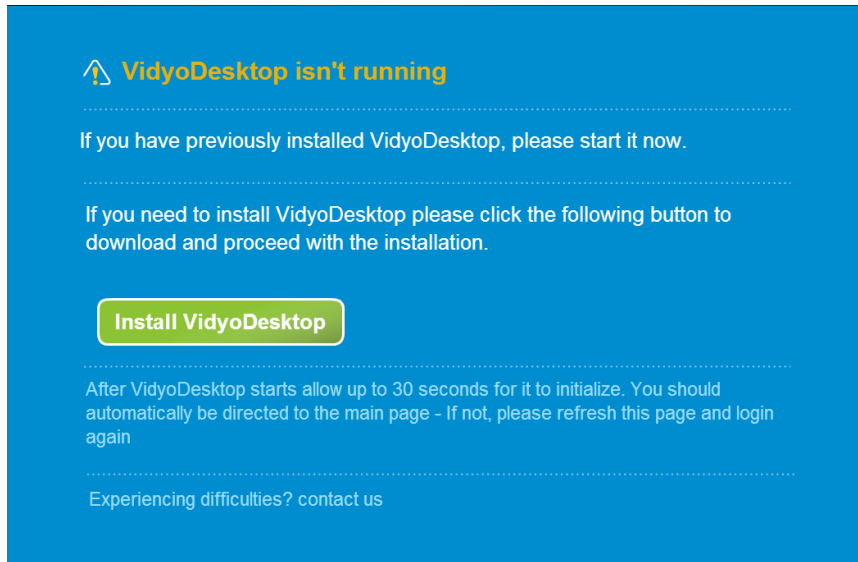 VidyoDesktop isn't running
If you have previously installed VidyoDesktop, please start it now.
If you need to install VidyoDesktop please click the following button to
download and proceed with the installation.
Install VidyoDesktop
After VidyoDesktop starts allow up to 30 seconds for it to initialize. You should
automatically be directed to the main page - If not, please refresh this page and login
again
Experiencing difficulties? contact us